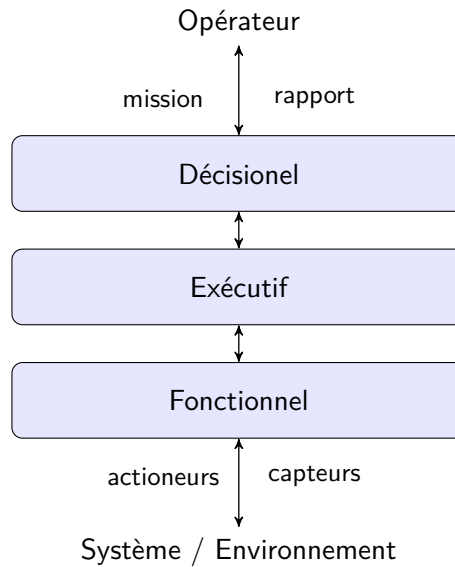 Opérateur
mission rapport
Décisionel
Exécutif
Fonctionnel
actioneurs capteurs
Système / Environnement